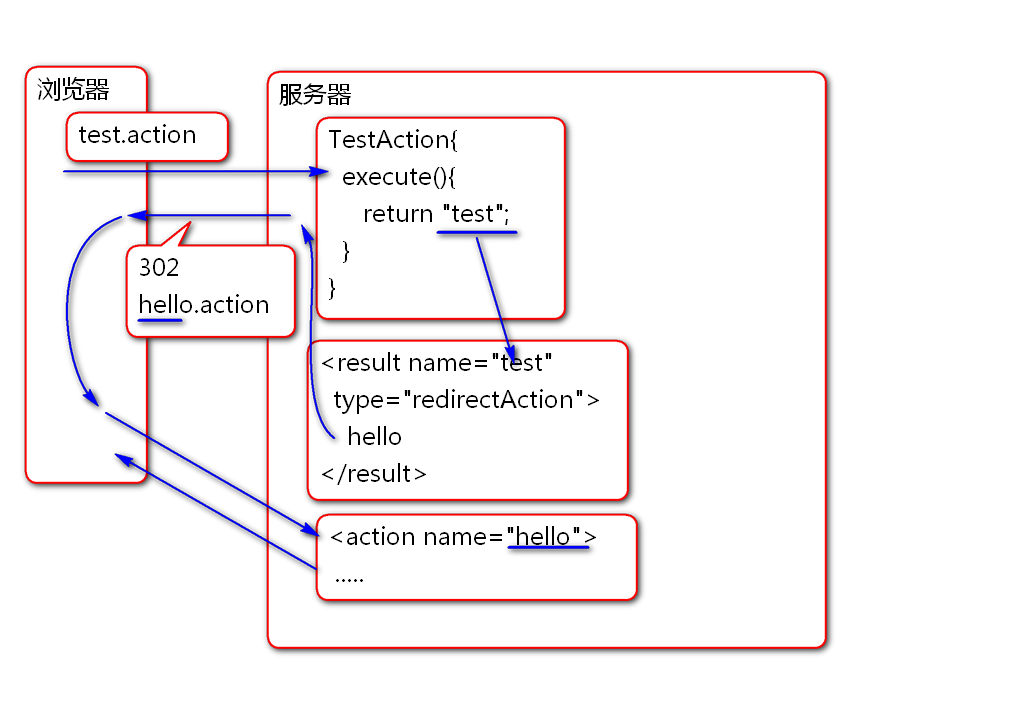 浏览器
test.action
302
hello.action
服务器
TestAction{
execute(){
return "test";
}
}
<result name="test"
type="redirectAction">
hello
</result>
<action name="hello">
.....